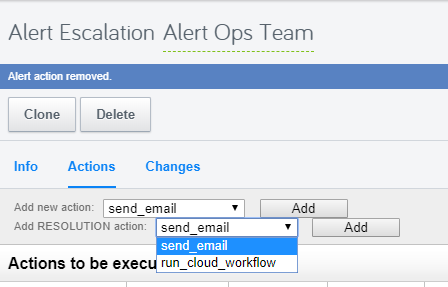 Alert Escalation Alert Ops Team
Alert action removed.
Clone Delete
Info Actions Changes
Add new action: send_email Add
Add RESOLUTION action: send_email Add
send_email
run_cloud_workflow
Actions to be execu